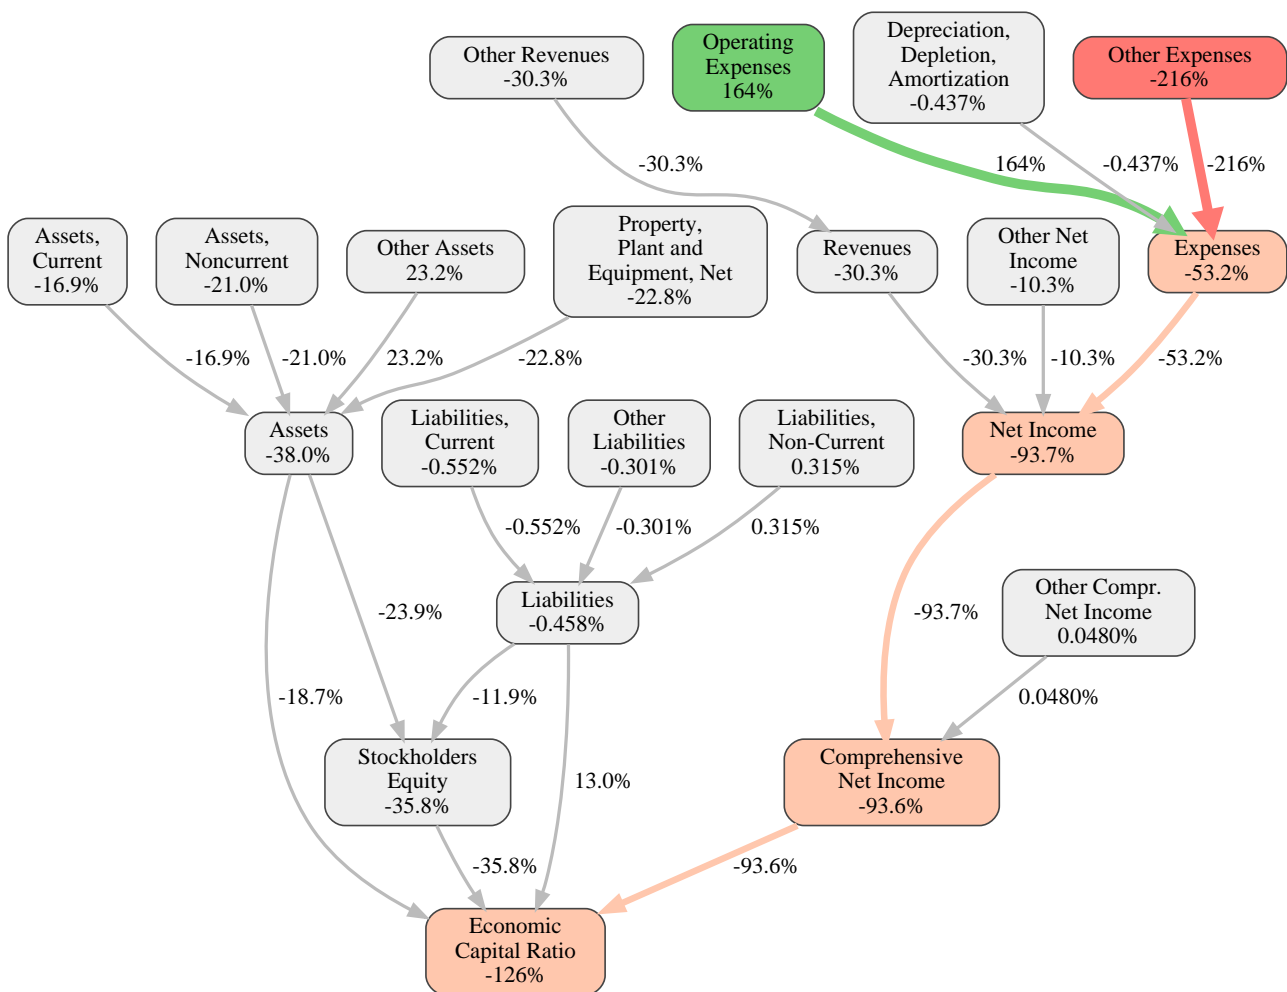 Other Revenues
-30.3%
Operating
Expenses
164%
Depreciation,
Depletion,
Amortization
-0.437%
Other Expenses
-216%
-30.3%
164%
-0.437%
-216%
Assets,
Current
-16.9%
Assets,
Noncurrent
-21.0%
Other Assets
23.2%
Property,
Plant and
Equipment, Net
-22.8%
Revenues
-30.3%
Other Net
Income
-10.3%
Expenses
-53.2%
-16.9%
-21.0%
23.2%
-22.8%
-30.3%
-10.3%
-53.2%
Assets
-38.0%
Liabilities,
Current
-0.552%
Other
Liabilities
-0.301%
Liabilities,
Non-Current
0.315%
Net Income
-93.7%
-0.552%
-0.301%
0.315%
Liabilities
-0.458%
-23.9%
-93.7%
Other Compr.
Net Income
0.0480%
-18.7%
-11.9%
0.0480%
Stockholders
Equity
-35.8%
13.0%
Comprehensive
Net Income
-93.6%
-35.8%
-93.6%
Economic
Capital Ratio
-126%